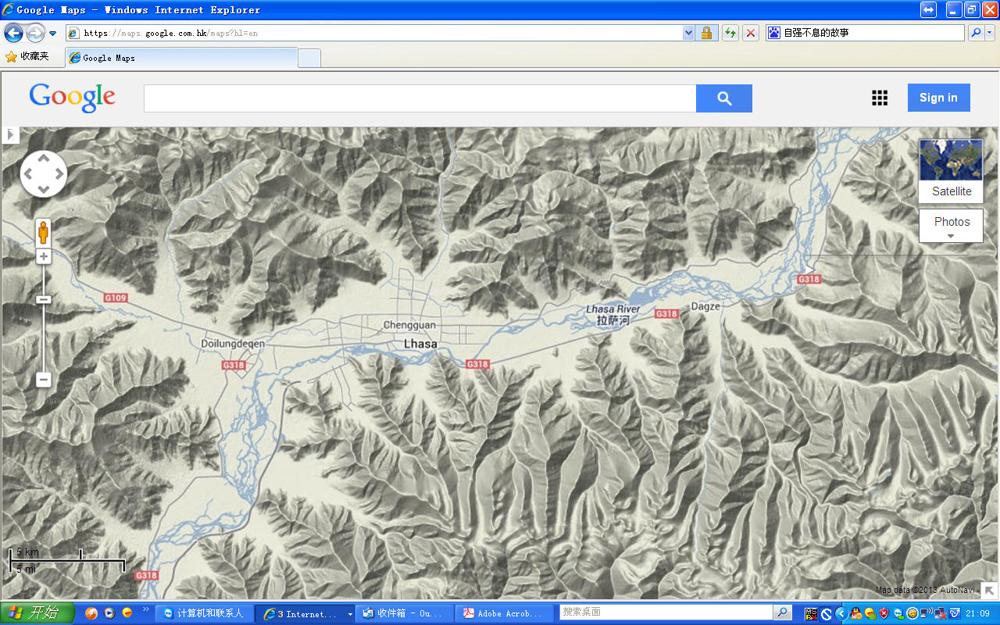 Google Maps - Windows Internet Explorer
https://maps.google.com.hk/maps?hl=en
自强不息的故事
收藏夹
Google Maps
Google
Sign in
Satellite
Photos
G318
G109
Lhasa River
拉萨河
G318
Dagze
Chengguan
Doilungdeqen
Lhasa
G318
G318
5 km
5 mi
G318
Map data ©2013 AutoNavi -
开始
计算机和联系人
3 Internet...
收件箱 - Ou...
Adobe Acrob...
搜索桌面
21:09